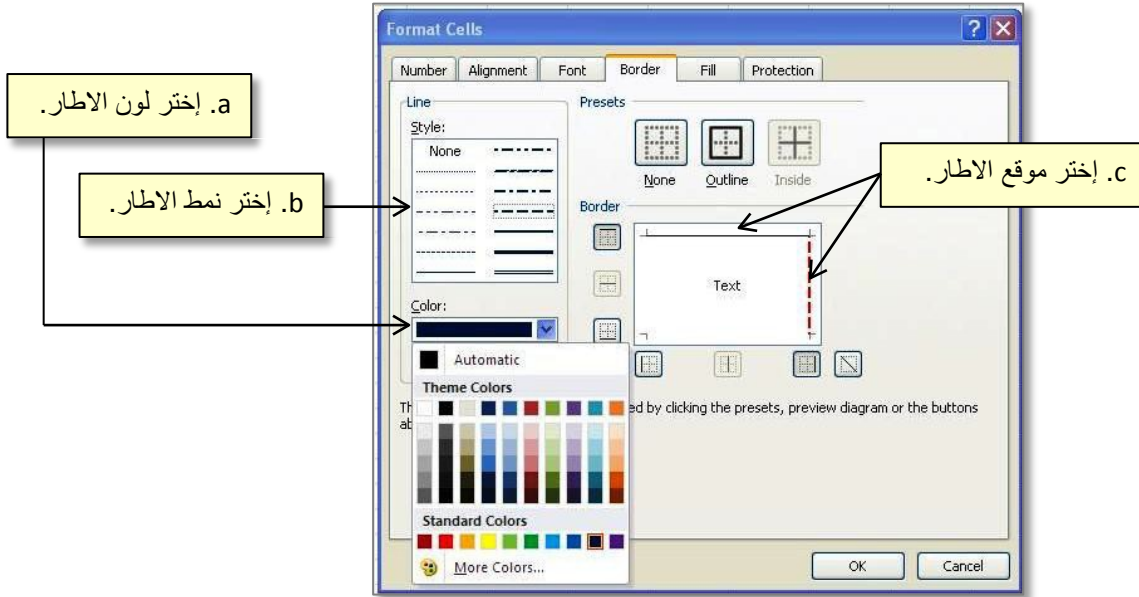 Format Cells
Number Alignment Font Border Fill Protection
a. إختر لون الاطار.
Line
Presets
Style:
None
None Outline Inside
c. إختر موقع الاطار.
b. إختر نمط الاطار.
Border
Text
Color:
Automatic
Theme Colors
Th
ed by clicking the presets, preview diagram or the buttons
ab
Standard Colors
More Colors...
OK Cancel